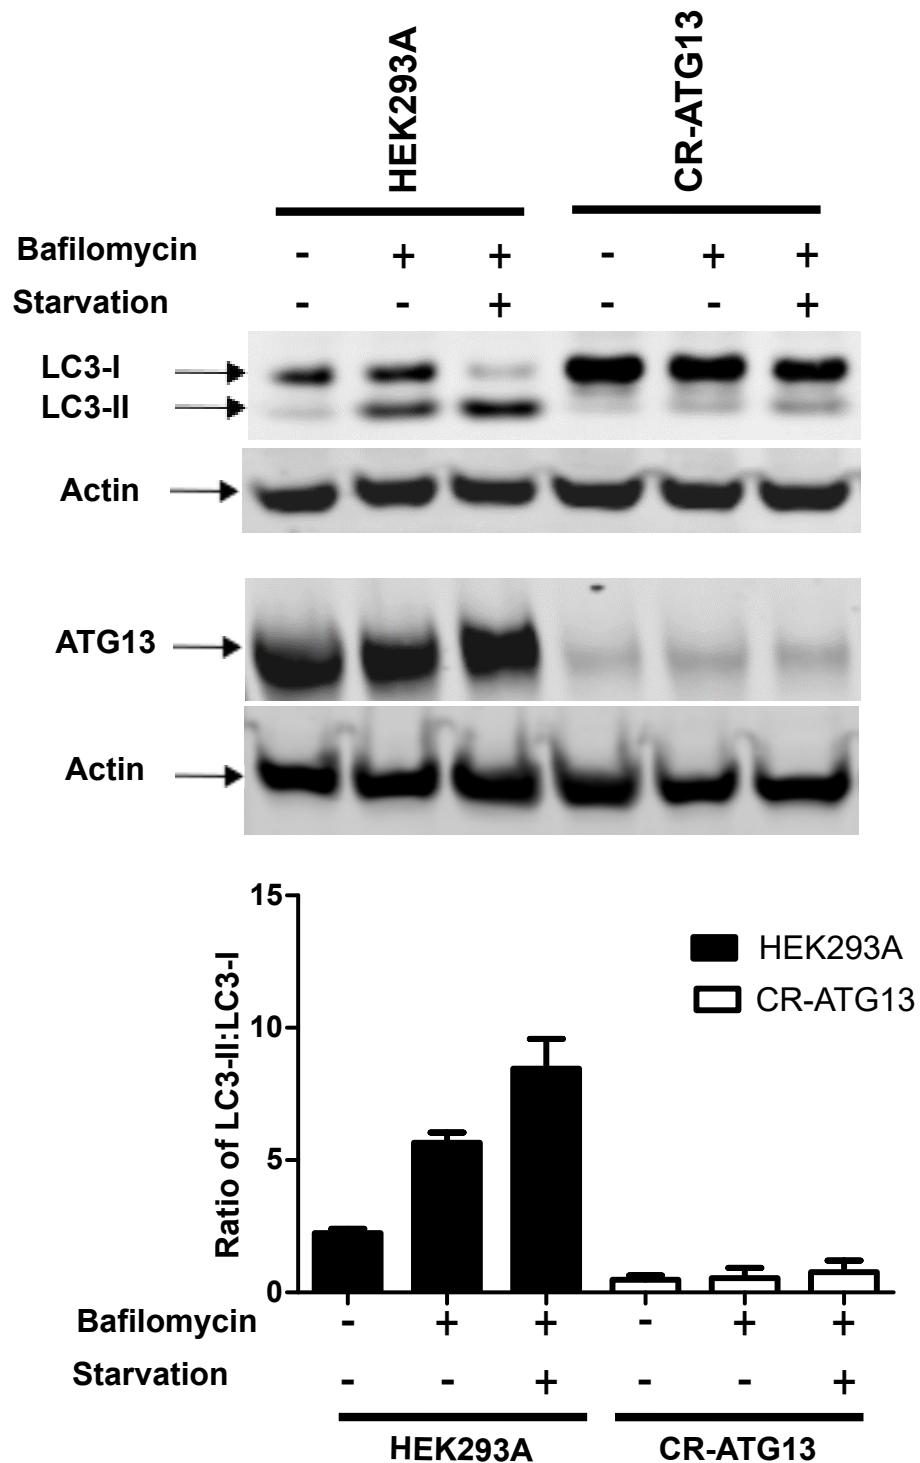 HEK293A
CR-ATG13
Bafilomycin - + + - + +
Starvation - - + - - +
LC3-I
LC3-II
Actin
ATG13
Actin
Ratio of LC3-II:LC3-I
15
10
5
0
HEK293A
CR-ATG13
Bafilomycin - + + - + +
Starvation - - + - - +
HEK293A CR-ATG13